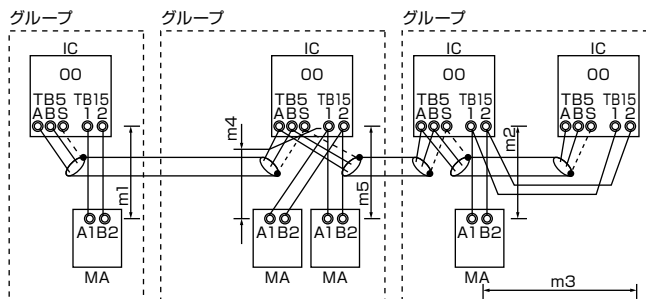 グループ
グループ
グループ
IC
IC
IC
IC
00
00
00
00
TB5 TB15
TB5 TB15
TB5 TB15
TB5 TB15
ABS 1 2
ABS 1 2
ABS 1 2
ABS 1 2
m4
m1
m5
m2
A1B2
A1B2
A1B2
A1B2
MA
MA
MA
MA
m3